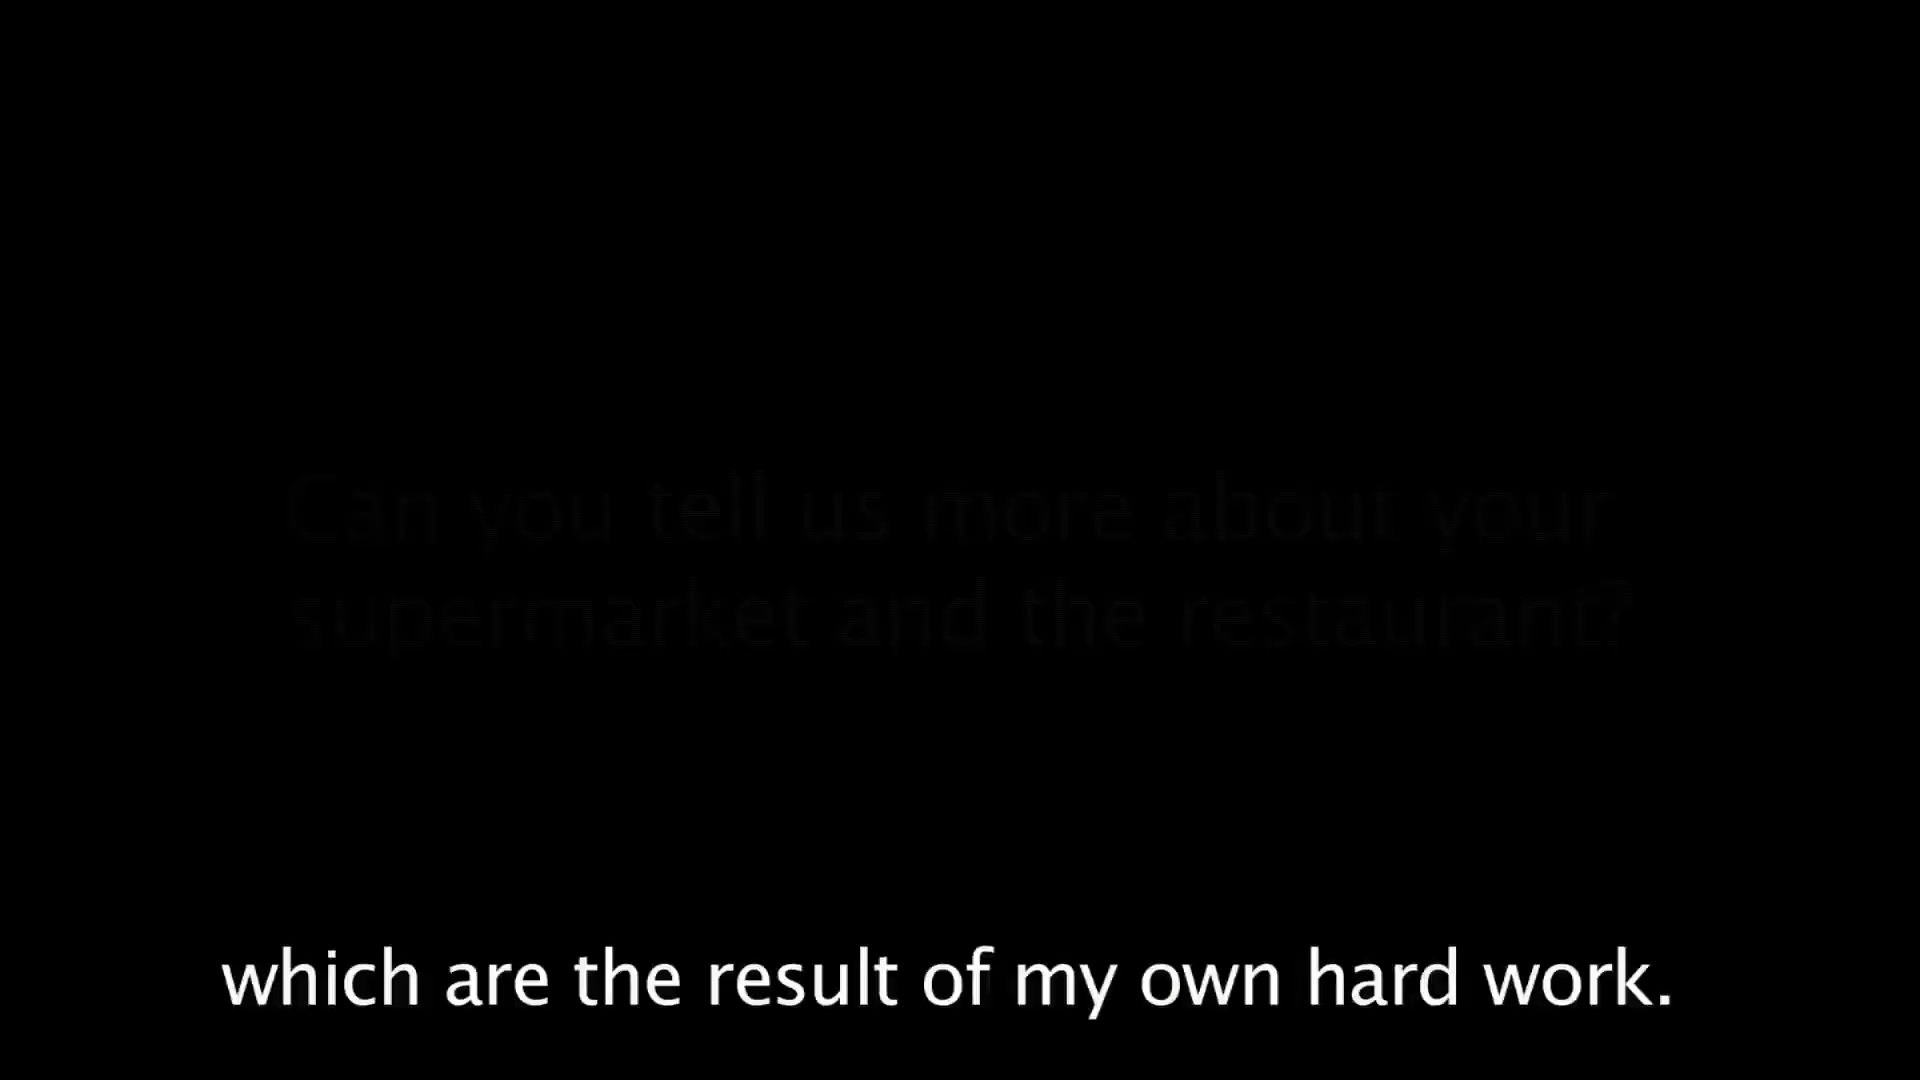 Can you tell us more about your
supermarket and the restaurant?
which are the result of my own hard work.